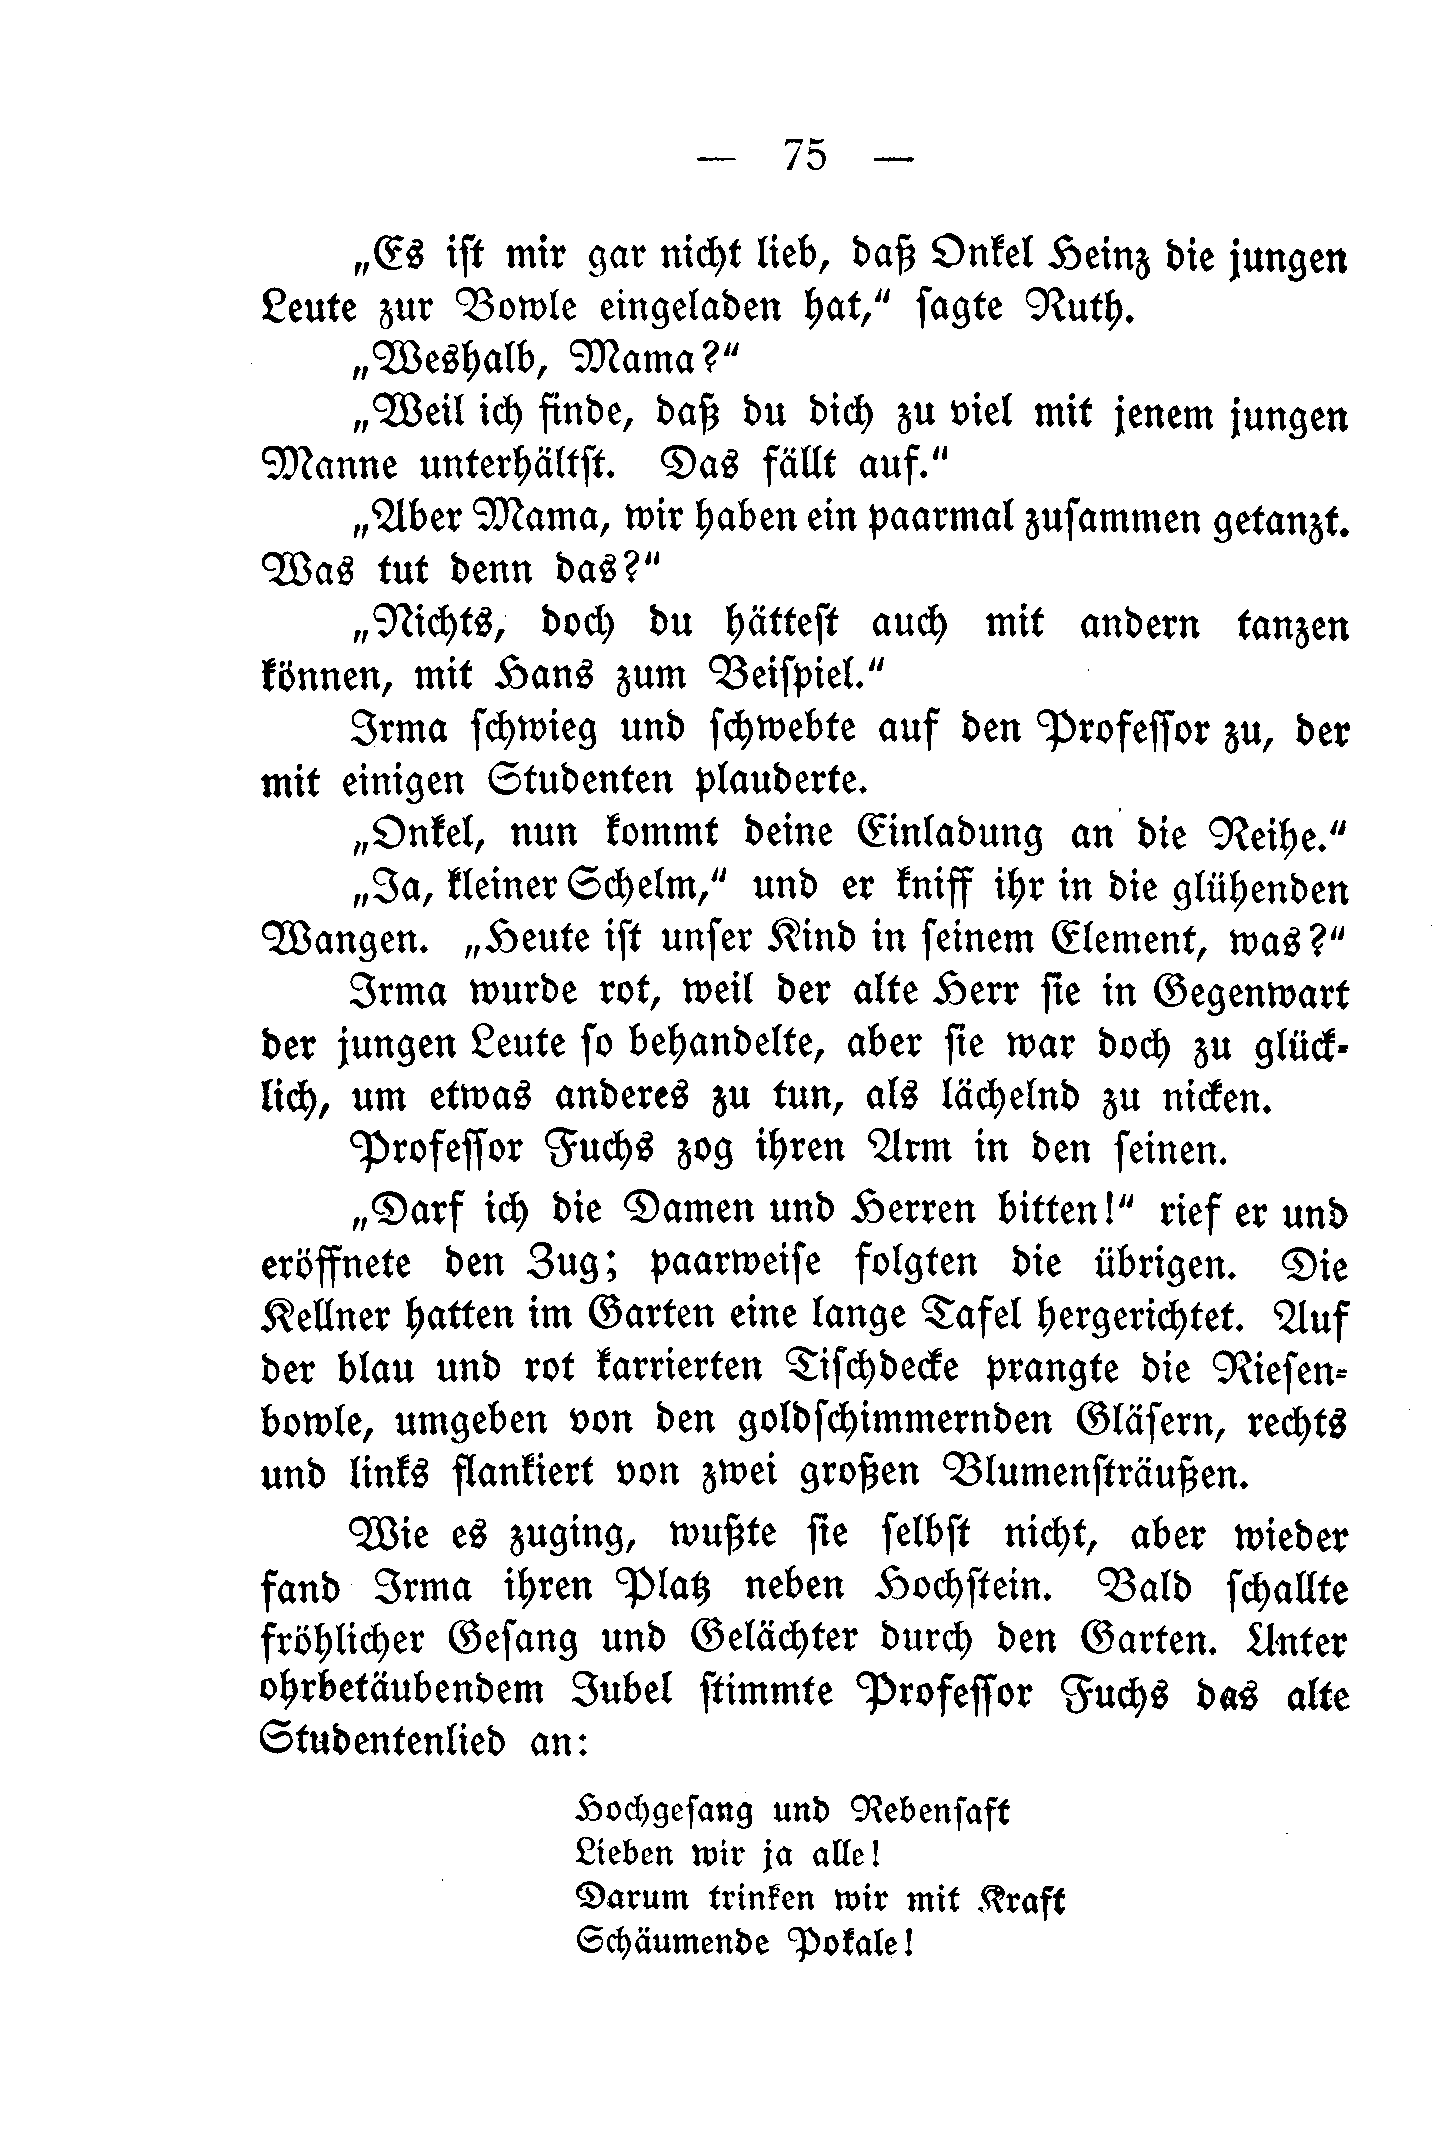 — 75 —
„Es ist mir gar nicht lieb, daß Onkel Heinz die jungen
Leute zur Bowle eingeladen hat,“ sagte Ruth.
„Weshalb, Mama?“
„Weil ich finde, daß du dich zu viel mit jenem jungen
Manne unterhältst. Das fällt auf.“
„Aber Mama, wir haben ein paarmal zusammen getanzt.
Was tut denn das?“
„Nichts, doch du hättest auch mit andern tanzen
können, mit Hans zum Beispiel.“
Irma schwieg und schwebte auf den Professor zu, der
mit einigen Studenten plauderte.
„Onkel, nun kommt deine Einladung an die Reihe.“
„Ja, kleiner Schelm,“ und er kniff ihr in die glühenden
Wangen. „Heute ist unser Kind in seinem Element, was?“
Irma wurde rot, weil der alte Herr sie in Gegenwart
der jungen Leute so behandelte, aber sie war doch zu glück-
lich, um etwas anderes zu tun, als lächelnd zu nicken.
Professor Fuchs zog ihren Arm in den seinen.
„Darf ich die Damen und Herren bitten!“ rief er und
eröffnete den Zug; paarweise folgten die übrigen. Die
Kellner hatten im Garten eine lange Tafel hergerichtet. Auf
der blau und rot karrierten Tischdecke prangte die Riesen-
bowle, umgeben von den goldschimmernden Gläsern, rechts
und links flankiert von zwei großen Blumensträußen.
Wie es zuging, wußte sie selbst nicht, aber wieder
fand Irma ihren Platz neben Hochstein. Bald schallte
fröhlicher Gesang und Gelächter durch den Garten. Unter
ohrbetäubendem Jubel stimmte Professor Fuchs das alte
Studentenlied an:
Hochgesang und Rebensaft
Lieben wir ja alle!
Darum trinken wir mit Kraft
Schäumende Pokale!